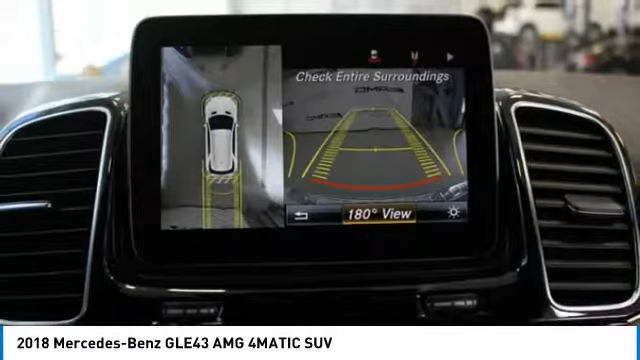 Check Entire Surroundings
180° View
2018 Mercedes-Benz GLE43 AMG 4MATIC SUV